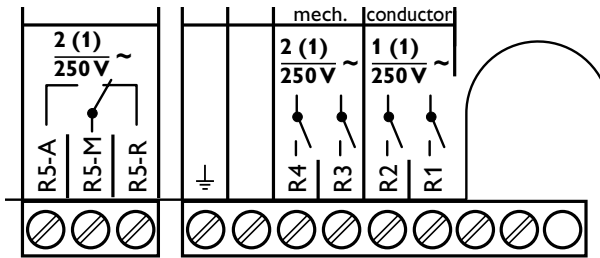 mech. conductor
2 (1) 2 (1) 1 (1)
250 V ~ 250 V ~ 250 V ~
R5-A R5-M R5-R R4 R3 R2 R1